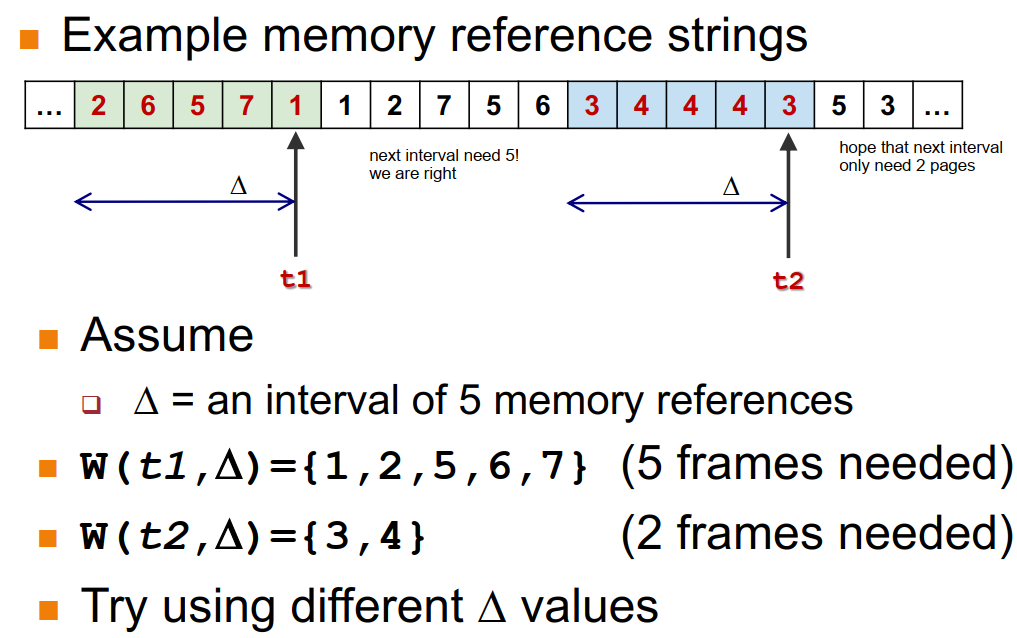 Example memory reference strings
... 2 6 5 7 1 1 2 7 5 6 3 4 4 4 3 5 3 ...
next interval need 5!
we are right
hope that next interval
only need 2 pages
Δ
Δ
t1
t2
Assume
Δ = an interval of 5 memory references
W(t1,Δ)={1,2,5,6,7} (5 frames needed)
W(t2,Δ)={3,4} (2 frames needed)
Try using different Δ values